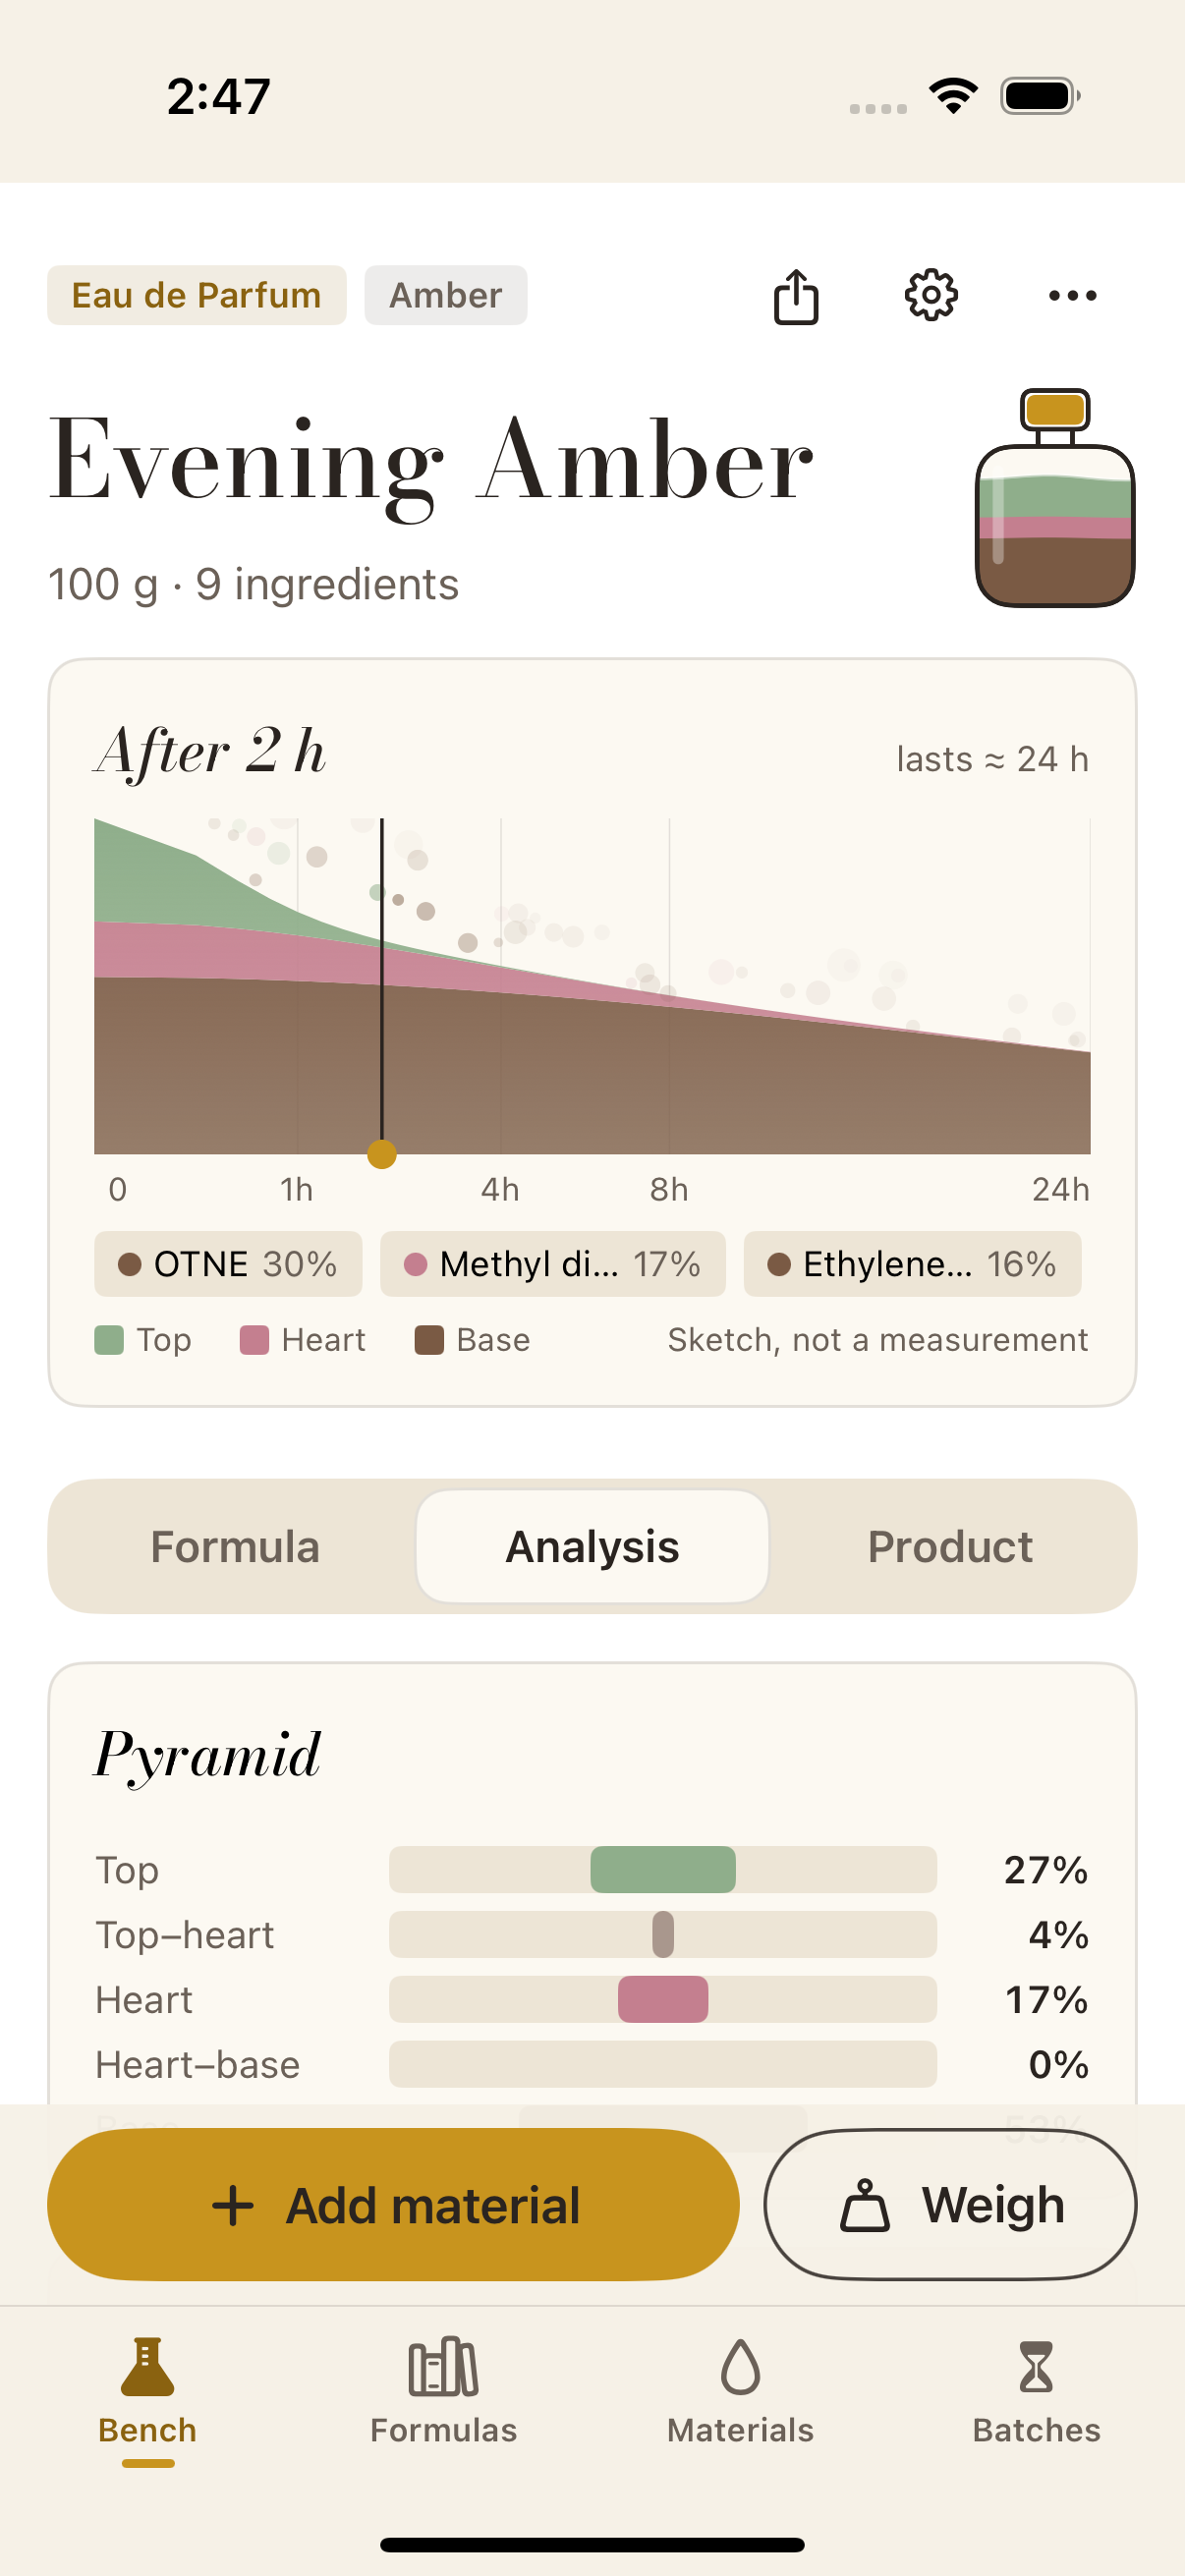 2:47
Eau de Parfum Amber
Evening Amber
100 g · 9 ingredients
After 2 h lasts ≈ 24 h
0 1h 4h 8h 24h
OTNE 30% Methyl di... 17% Ethylene... 16%
Top Heart Base Sketch, not a measurement
Formula Analysis Product
Pyramid
Top 27%
Top–heart 4%
Heart 17%
Heart–base 0%
Base 53%
+ Add material Weigh
Bench Formulas Materials Batches